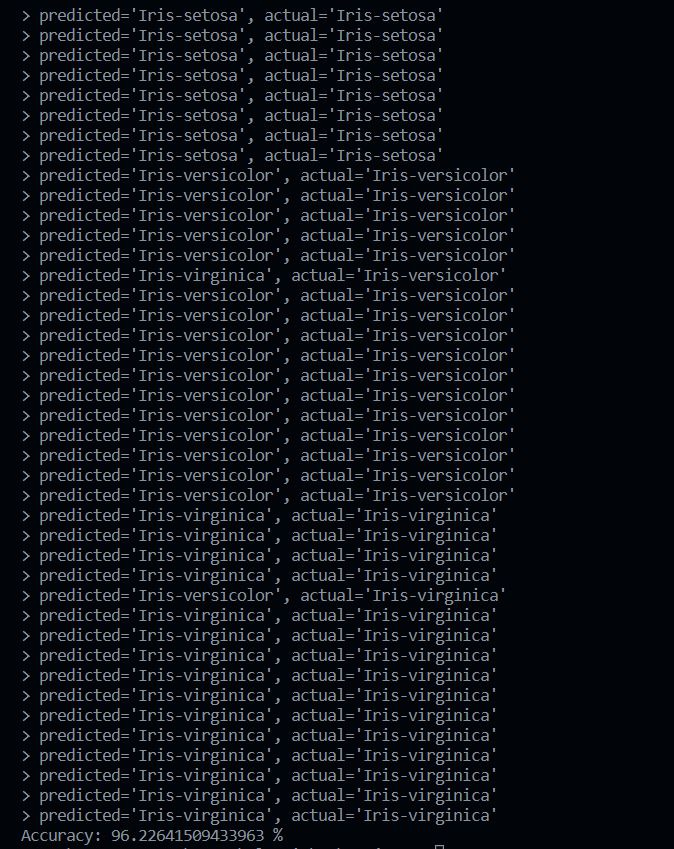 > predicted='Iris-setosa', actual='Iris-setosa'
> predicted='Iris-setosa', actual='Iris-setosa'
> predicted='Iris-setosa', actual='Iris-setosa'
> predicted='Iris-setosa', actual='Iris-setosa'
> predicted='Iris-setosa', actual='Iris-setosa'
> predicted='Iris-setosa', actual='Iris-setosa'
> predicted='Iris-setosa', actual='Iris-setosa'
> predicted='Iris-setosa', actual='Iris-setosa'
> predicted='Iris-versicolor', actual='Iris-versicolor'
> predicted='Iris-versicolor', actual='Iris-versicolor'
> predicted='Iris-versicolor', actual='Iris-versicolor'
> predicted='Iris-versicolor', actual='Iris-versicolor'
> predicted='Iris-versicolor', actual='Iris-versicolor'
> predicted='Iris-virginica', actual='Iris-versicolor'
> predicted='Iris-versicolor', actual='Iris-versicolor'
> predicted='Iris-versicolor', actual='Iris-versicolor'
> predicted='Iris-versicolor', actual='Iris-versicolor'
> predicted='Iris-versicolor', actual='Iris-versicolor'
> predicted='Iris-versicolor', actual='Iris-versicolor'
> predicted='Iris-versicolor', actual='Iris-versicolor'
> predicted='Iris-versicolor', actual='Iris-versicolor'
> predicted='Iris-versicolor', actual='Iris-versicolor'
> predicted='Iris-versicolor', actual='Iris-versicolor'
> predicted='Iris-versicolor', actual='Iris-versicolor'
> predicted='Iris-versicolor', actual='Iris-versicolor'
> predicted='Iris-virginica', actual='Iris-virginica'
> predicted='Iris-virginica', actual='Iris-virginica'
> predicted='Iris-virginica', actual='Iris-virginica'
> predicted='Iris-virginica', actual='Iris-virginica'
> predicted='Iris-versicolor', actual='Iris-virginica'
> predicted='Iris-virginica', actual='Iris-virginica'
> predicted='Iris-virginica', actual='Iris-virginica'
> predicted='Iris-virginica', actual='Iris-virginica'
> predicted='Iris-virginica', actual='Iris-virginica'
> predicted='Iris-virginica', actual='Iris-virginica'
> predicted='Iris-virginica', actual='Iris-virginica'
> predicted='Iris-virginica', actual='Iris-virginica'
> predicted='Iris-virginica', actual='Iris-virginica'
> predicted='Iris-virginica', actual='Iris-virginica'
> predicted='Iris-virginica', actual='Iris-virginica'
> predicted='Iris-virginica', actual='Iris-virginica'
Accuracy: 96.22641509433963 %